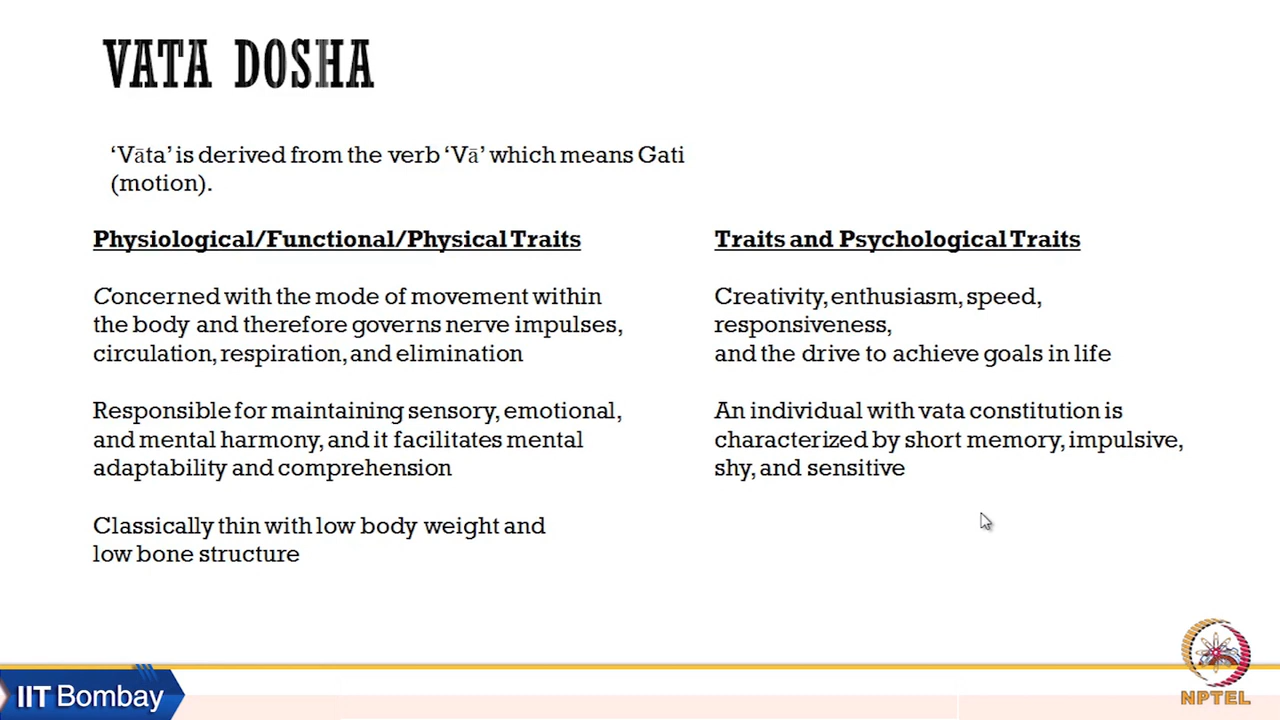 VATA DOSHA
‘Vāta’ is derived from the verb ‘Vā’ which means Gati
(motion).
Physiological/Functional/Physical Traits
Concerned with the mode of movement within
the body and therefore governs nerve impulses,
circulation, respiration, and elimination
Responsible for maintaining sensory, emotional,
and mental harmony, and it facilitates mental
adaptability and comprehension
Classically thin with low body weight and
low bone structure
Traits and Psychological Traits
Creativity, enthusiasm, speed,
responsiveness,
and the drive to achieve goals in life
An individual with vata constitution is
characterized by short memory, impulsive,
shy, and sensitive
IIT Bombay
NPTEL